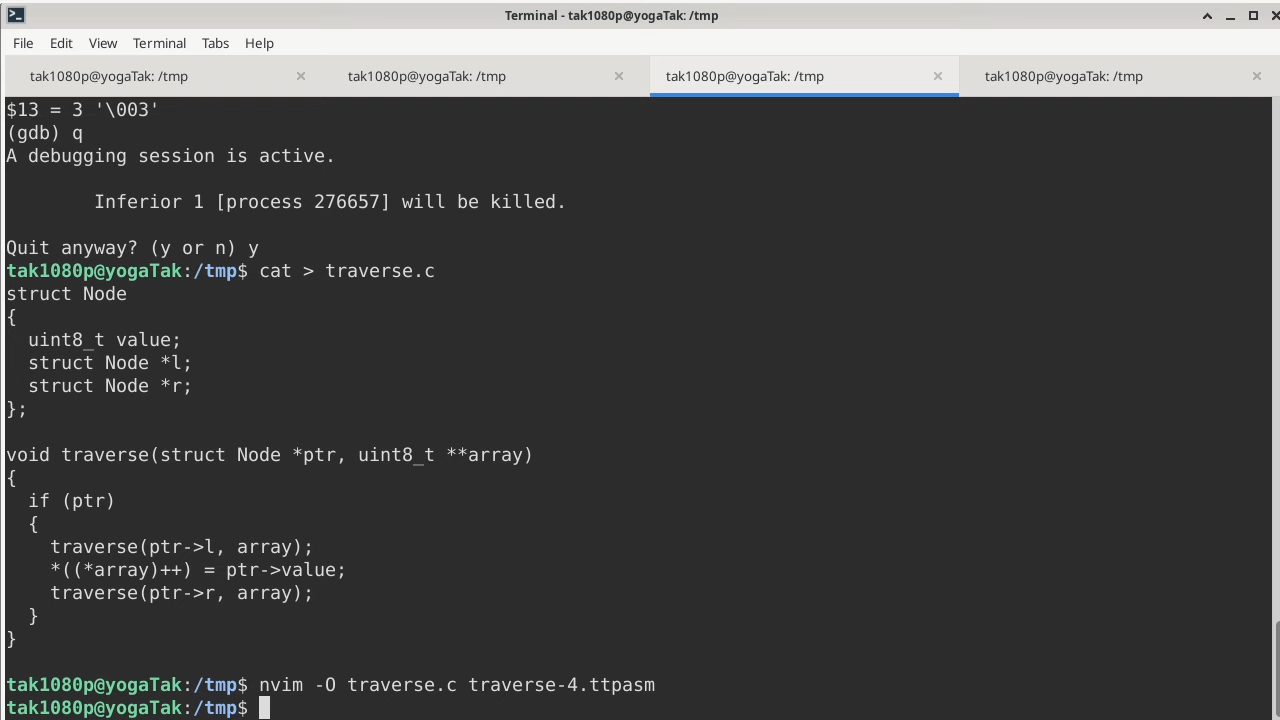 Terminal - tak1080p@yogaTak: /tmp
File Edit View Terminal Tabs Help
tak1080p@yogaTak: /tmp × tak1080p@yogaTak: /tmp × tak1080p@yogaTak: /tmp × tak1080p@yogaTak: /tmp ×
$13 = 3 '\003'
(gdb) q
A debugging session is active.

        Inferior 1 [process 276657] will be killed.

Quit anyway? (y or n) y
tak1080p@yogaTak:/tmp$ cat > traverse.c
struct Node
{
  uint8_t value;
  struct Node *l;
  struct Node *r;
};

void traverse(struct Node *ptr, uint8_t **array)
{
  if (ptr)
  {
    traverse(ptr->l, array);
    *((*array)++) = ptr->value;
    traverse(ptr->r, array);
  }
}

tak1080p@yogaTak:/tmp$ nvim -O traverse.c traverse-4.ttpasm
tak1080p@yogaTak:/tmp$